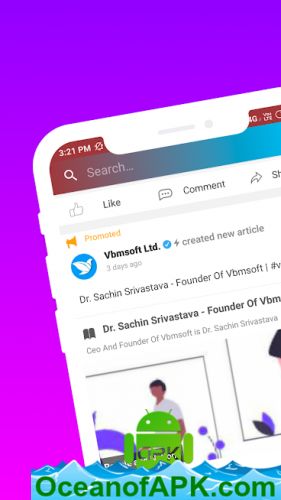 3:21 PM
4G
Search...
Like
Comment
Promoted
Vbmsoft Ltd. created new article
3 days ago
Dr. Sachin Srivastava - Founder Of Vbmsoft | #v
Dr. Sachin Srivastava - Founder Of Vbm
Ceo And Founder Of Vbmsoft is Dr. Sachin Srivastava
APK
OceanofAPK.com